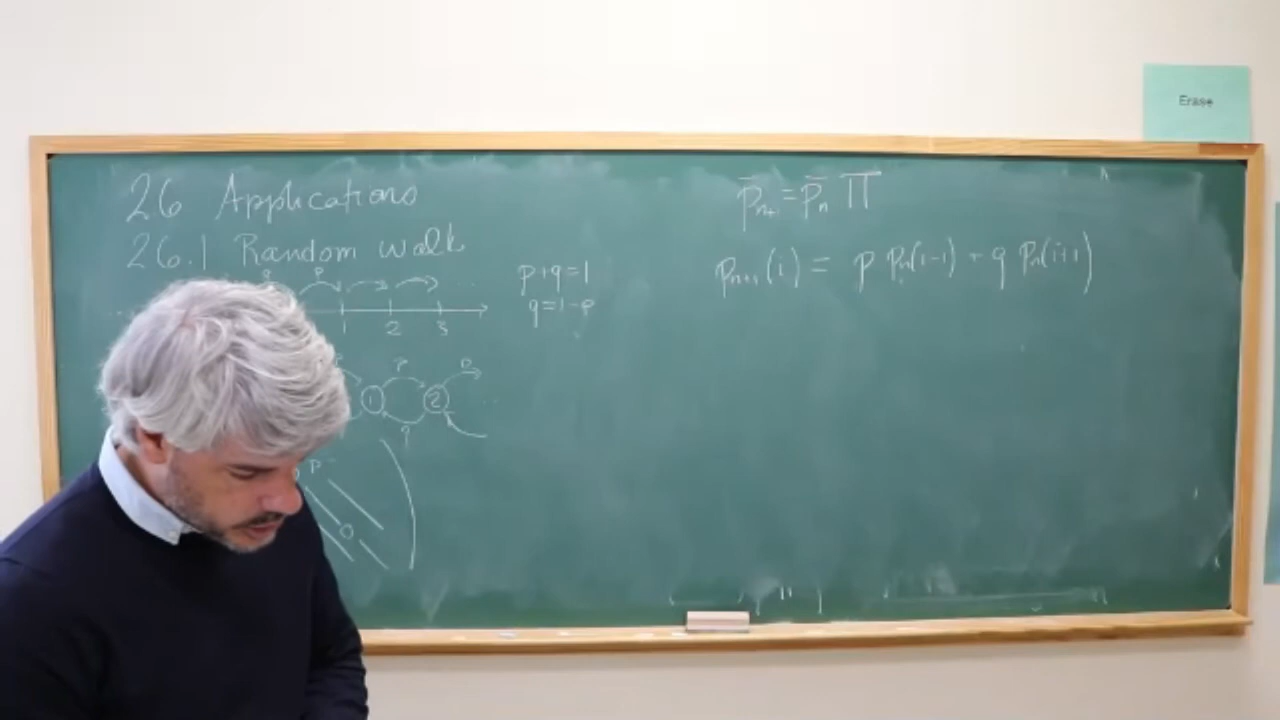 26 Applications
26.1 Random walk
p+q=1
q=1-p
1 2 3
p
1 2
q
p
0
p̄ₙ₊₁ = p̄ₙ Π
pₙ₊₁(i) = p pₙ(i-1) + q pₙ(i+1)
Erase